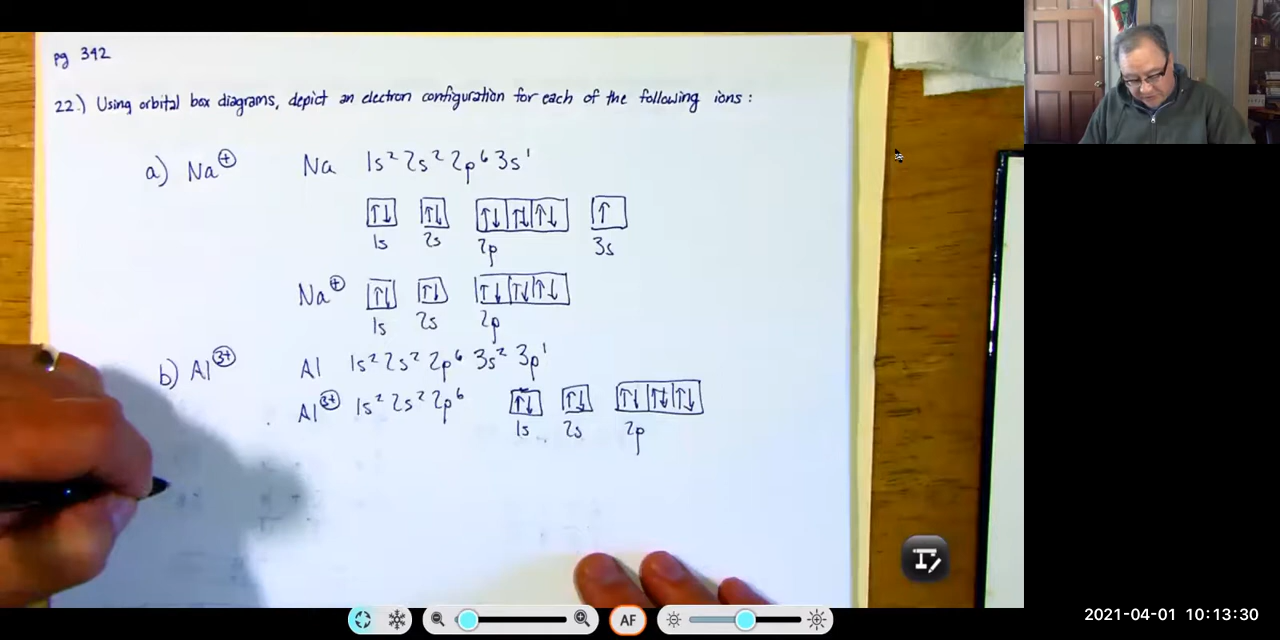 pg 342
22.) Using orbital box diagrams, depict an electron configuration for each of the following ions :
a) Na⊕ Na 1s² 2s² 2p⁶ 3s¹
↑↓ ↑↓ ↑↓ ↑↓ ↑↓ ↑
1s 2s 2p 3s
Na⊕ ↑↓ ↑↓ ↑↓ ↑↓ ↑↓
1s 2s 2p
b) Al³⁺ Al 1s² 2s² 2p⁶ 3s² 3p¹
Al³⁺ 1s² 2s² 2p⁶ ↑↓ ↑↓ ↑↓ ↑↓ ↑↓
1s 2s 2p
AF
2021-04-01 10:13:30